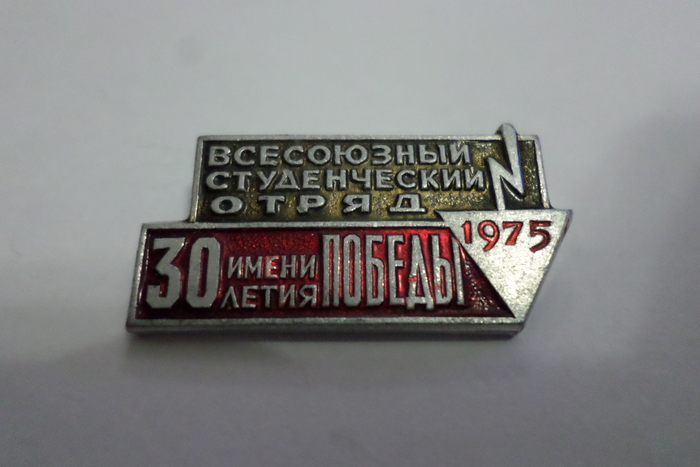 ВСЕСОЮЗНЫЙ
СТУДЕНЧЕСКИЙ
ОТРЯД
1975
30 ИМЕНИ ЛЕТИЯ ПОБЕДЫ